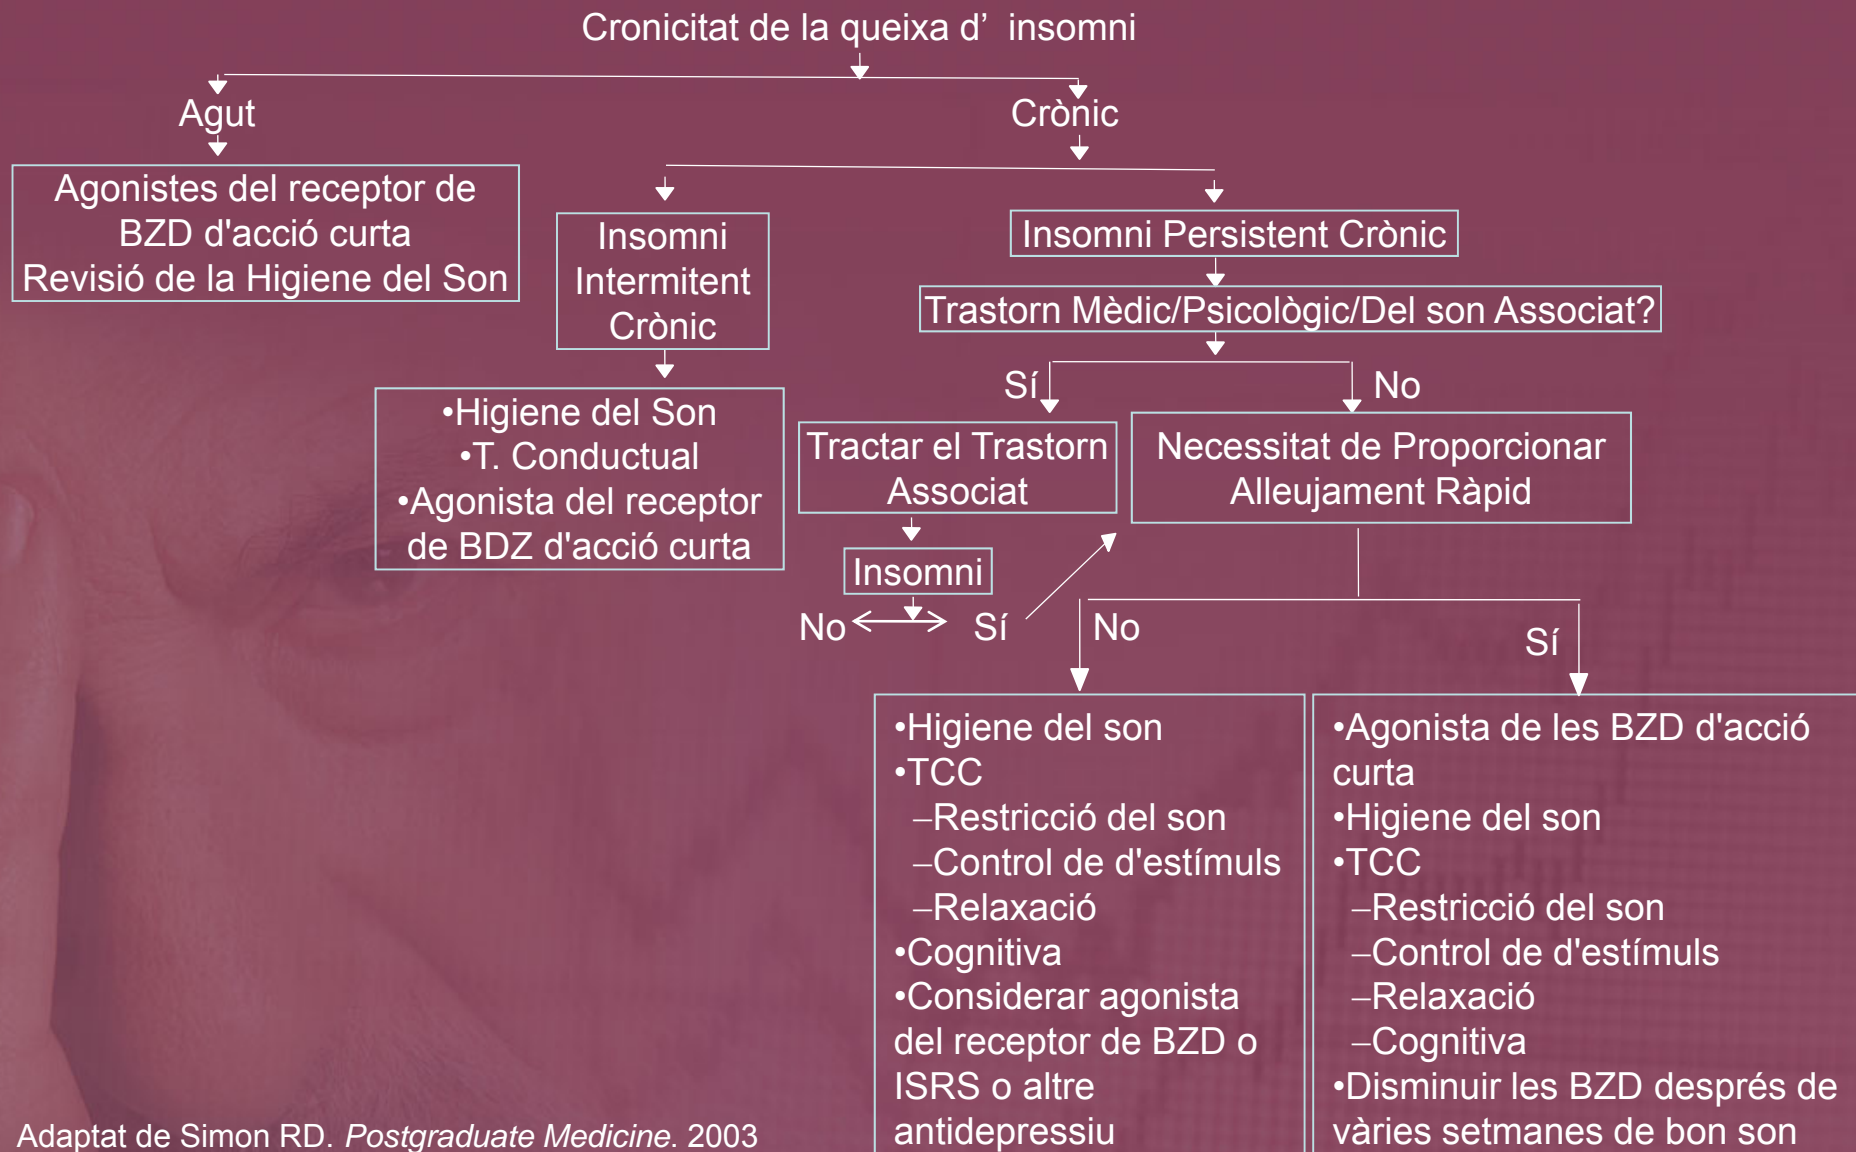 Cronicitat de la queixa d’ insomni
Agut
Crònic
Agonistes del receptor de
BZD d'acció curta
Revisió de la Higiene del Son
Insomni
Intermitent
Crònic
Insomni Persistent Crònic
Trastorn Mèdic/Psicològic/Del son Associat?
Sí
No
•Higiene del Son
•T. Conductual
•Agonista del receptor
de BDZ d'acció curta
Tractar el Trastorn
Associat
Necessitat de Proporcionar
Alleujament Ràpid
Insomni
No
Sí
No
Sí
•Higiene del son
•TCC
–Restricció del son
–Control de d'estímuls
–Relaxació
•Cognitiva
•Considerar agonista
del receptor de BZD o
ISRS o altre
antidepressiu
•Agonista de les BZD d'acció
curta
•Higiene del son
•TCC
–Restricció del son
–Control de d'estímuls
–Relaxació
–Cognitiva
•Disminuir les BZD després de
vàries setmanes de bon son
Adaptat de Simon RD. Postgraduate Medicine. 2003